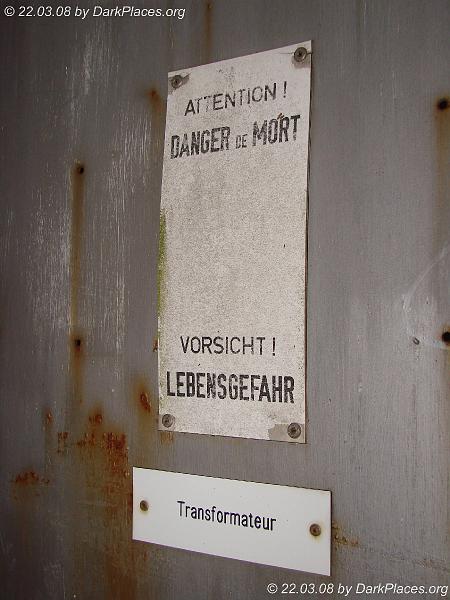 © 22.03.08 by DarkPlaces.org
ATTENTION !
DANGER DE MORT
VORSICHT !
LEBENSGEFAHR
Transformateur
© 22.03.08 by DarkPlaces.org